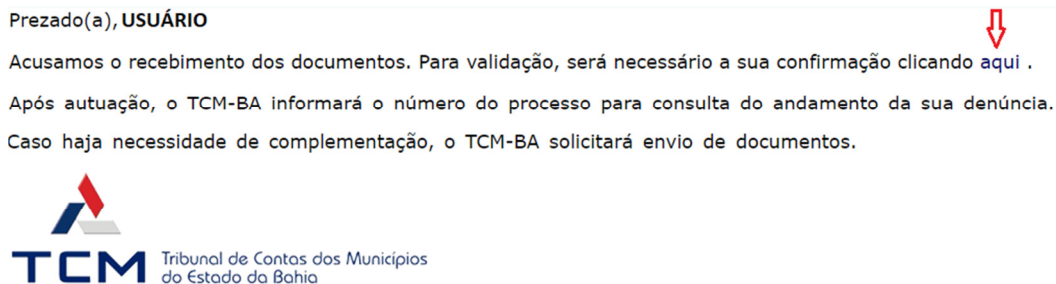 Prezado(a), USUÁRIO
Acusamos o recebimento dos documentos. Para validação, será necessário a sua confirmação clicando aqui .
Após autuação, o TCM-BA informará o número do processo para consulta do andamento da sua denúncia.
Caso haja necessidade de complementação, o TCM-BA solicitará envio de documentos.
TCM Tribunal de Contas dos Municípios
do Estado da Bahia